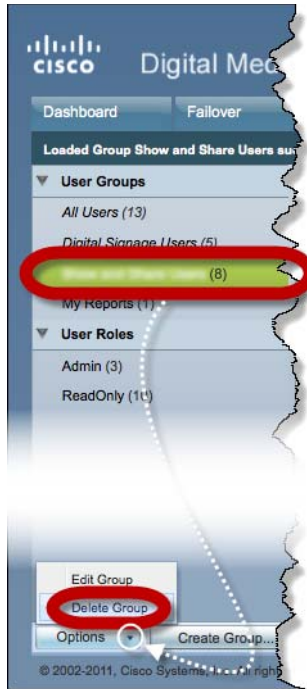 cisco
Digital Med
Dashboard Failover
Loaded Group Show and Share Users su
User Groups
All Users (13)
Digital Signage Users (5)
(8)
My Reports (1)
User Roles
Admin (3)
ReadOnly (10)
Edit Group
Delete Group
Options Create Group...
© 2002-2011, Cisco Systems, Inc. All righ